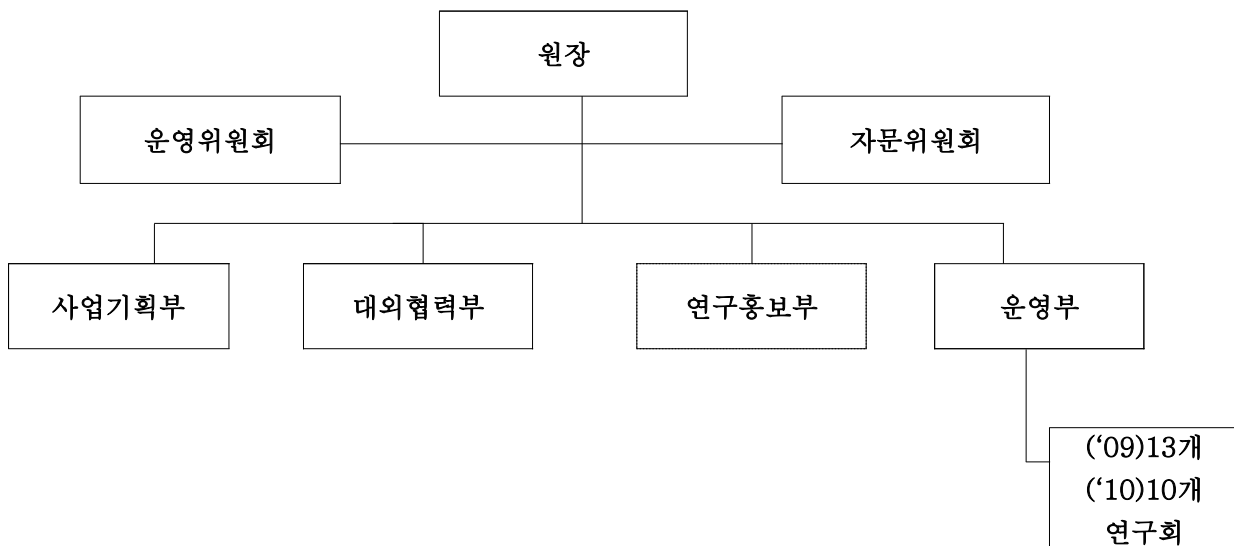 원장
운영위원회
자문위원회
사업기획부
대외협력부
연구홍보부
운영부
(‘09)13개
(‘10)10개
연구회